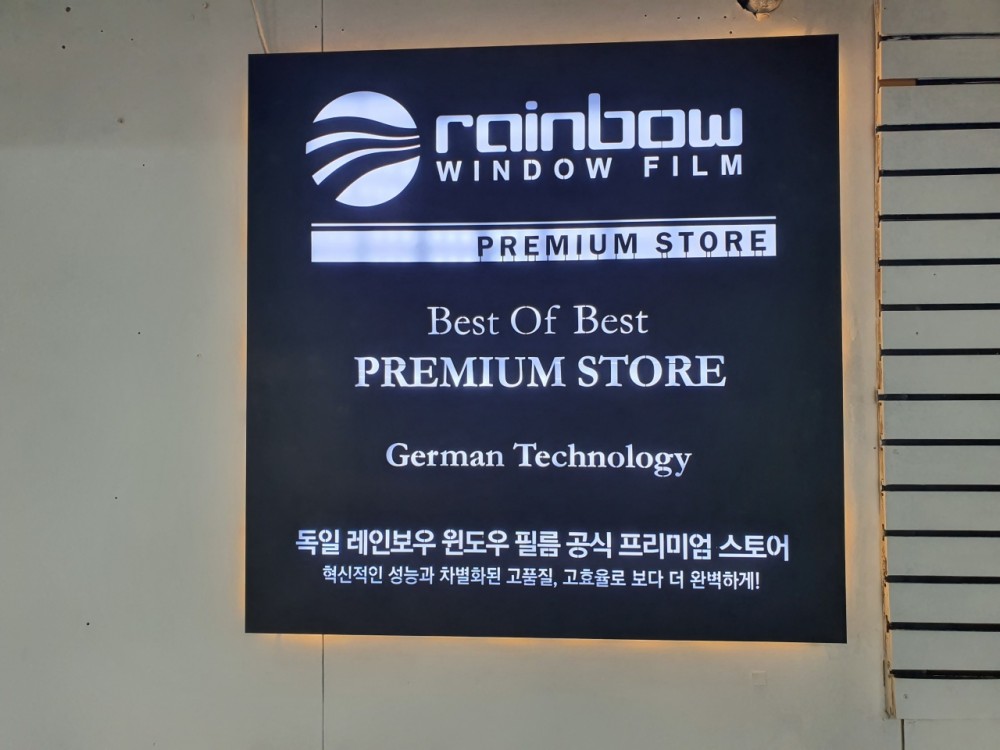 rainbow
WINDOW FILM
PREMIUM STORE
Best Of Best
PREMIUM STORE
German Technology
독일 레인보우 윈도우 필름 공식 프리미엄 스토어
혁신적인 성능과 차별화된 고품질, 고효율로 보다 더 완벽하게!